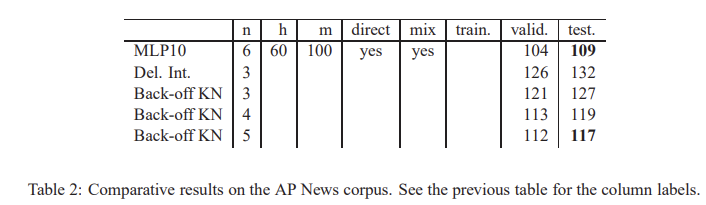 n h m direct mix train. valid. test.
MLP10 6 60 100 yes yes 104 109
Del. Int. 3 126 132
Back-off KN 3 121 127
Back-off KN 4 113 119
Back-off KN 5 112 117
Table 2: Comparative results on the AP News corpus. See the previous table for the column labels.